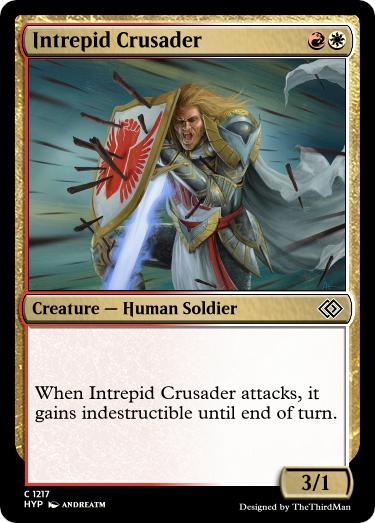 Intrepid Crusader
Creature — Human Soldier
When Intrepid Crusader attacks, it
gains indestructible until end of turn.
3/1
C 1217
HYP ANDREATM
Designed by TheThirdMan